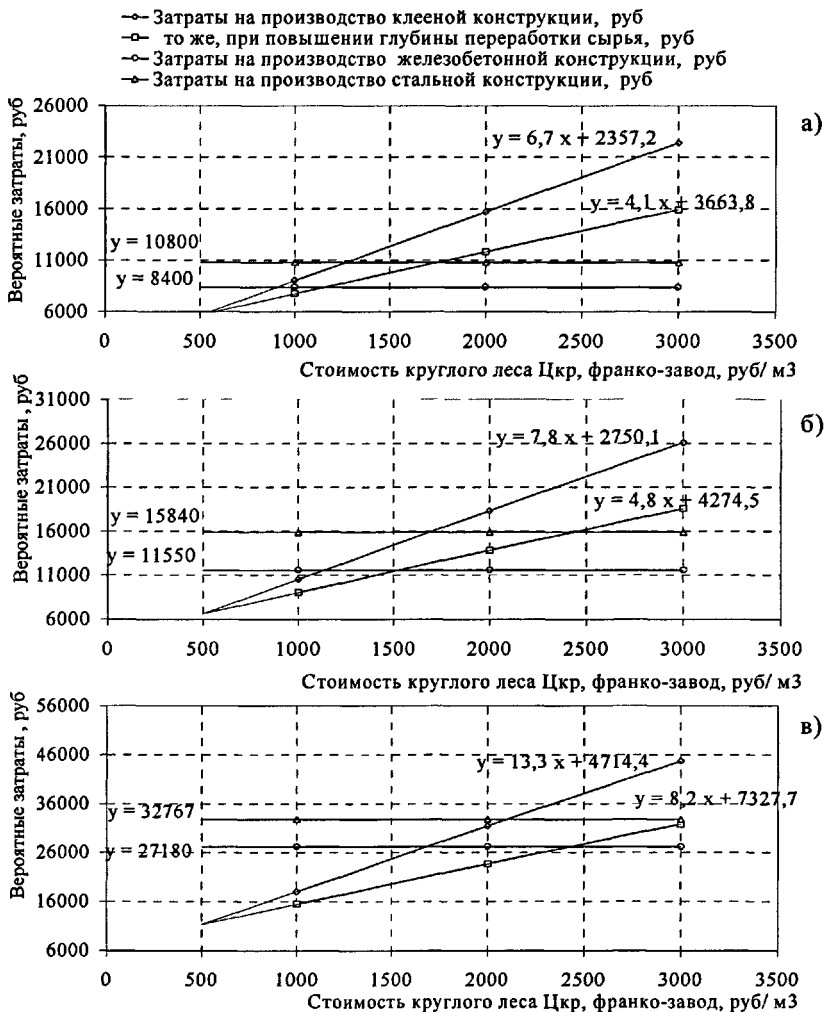 Затраты на производство клееной конструкции, руб
то же, при повышении глубины переработки сырья, руб
Затраты на производство железобетонной конструкции, руб
Затраты на производство стальной конструкции, руб
а)
Вероятные затраты, руб
26000
21000
16000
11000
6000
y = 6,7 x + 2357,2
y = 4,1 x + 3663,8
y = 10800
y = 8400
0 500 1000 1500 2000 2500 3000 3500
Стоимость круглого леса Цкр, франко-завод, руб/ м3
б)
Вероятные затраты, руб
31000
26000
21000
16000
11000
6000
y = 7,8 x + 2750,1
y = 4,8 x + 4274,5
y = 15840
y = 11550
0 500 1000 1500 2000 2500 3000 3500
Стоимость круглого леса Цкр, франко-завод, руб/ м3
в)
Вероятные затраты, руб
56000
46000
36000
26000
16000
6000
y = 13,3 x + 4714,4
y = 8,2 x + 7327,7
y = 32767
y = 27180
0 500 1000 1500 2000 2500 3000 3500
Стоимость круглого леса Цкр, франко-завод, руб/ м3